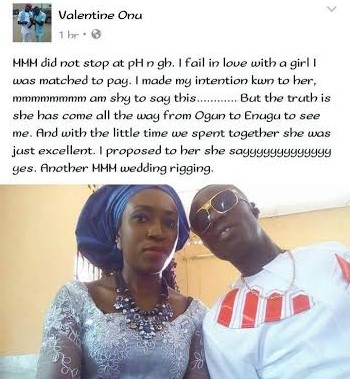 Valentine Onu
1 hr
MMM did not stop at pH n gh. I fail in love with a girl I
was matched to pay. I made my intention kwn to her,
mmmmmmmm am shy to say this............ But the truth is
she has come all the way from Ogun to Enugu to see
me. And with the little time we spent together she was
just excellent. I proposed to her she sayyyyyyyyyyyyy
yes. Another MMM wedding rigging.